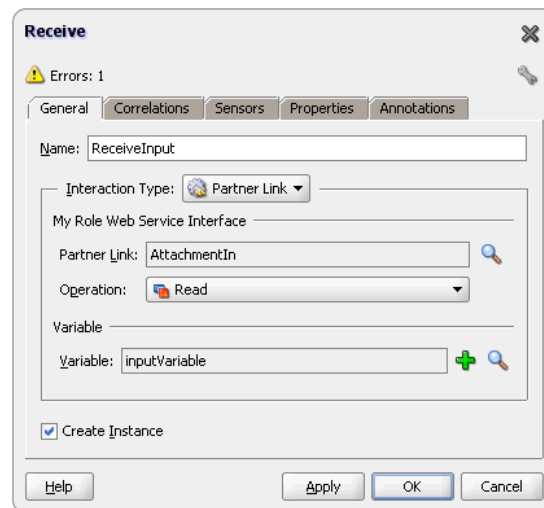 Receive
Errors: 1
General Correlations Sensors Properties Annotations
Name: ReceiveInput
Interaction Type: Partner Link
My Role Web Service Interface
Partner Link: AttachmentIn
Operation: Read
Variable
Variable: inputVariable
Create Instance
Help Apply OK Cancel